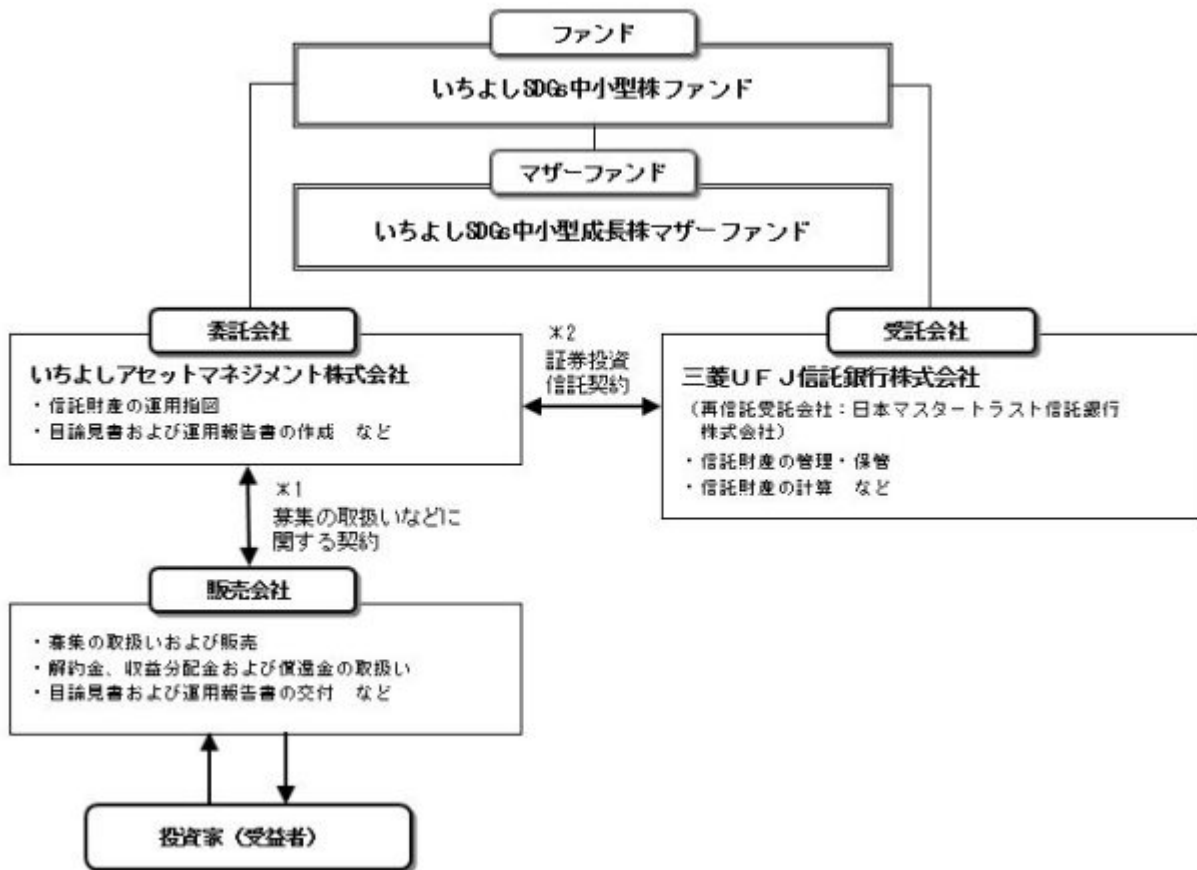 ファンド
いちよしSDGs中小型株ファンド
マザーファンド
いちよしSDGs中小型成長株マザーファンド
委託会社
いちよしアセットマネジメント株式会社
・信託財産の運用指図
・目論見書および運用報告書の作成　など
*2
証券投資
信託契約
受託会社
三菱ＵＦＪ信託銀行株式会社
（再信託受託会社：日本マスタートラスト信託銀行
株式会社）
・信託財産の管理・保管
・信託財産の計算　など
*1
募集の取扱いなどに
関する契約
販売会社
・募集の取扱いおよび販売
・解約金、収益分配金および償還金の取扱い
・目論見書および運用報告書の交付　など
投資家（受益者）